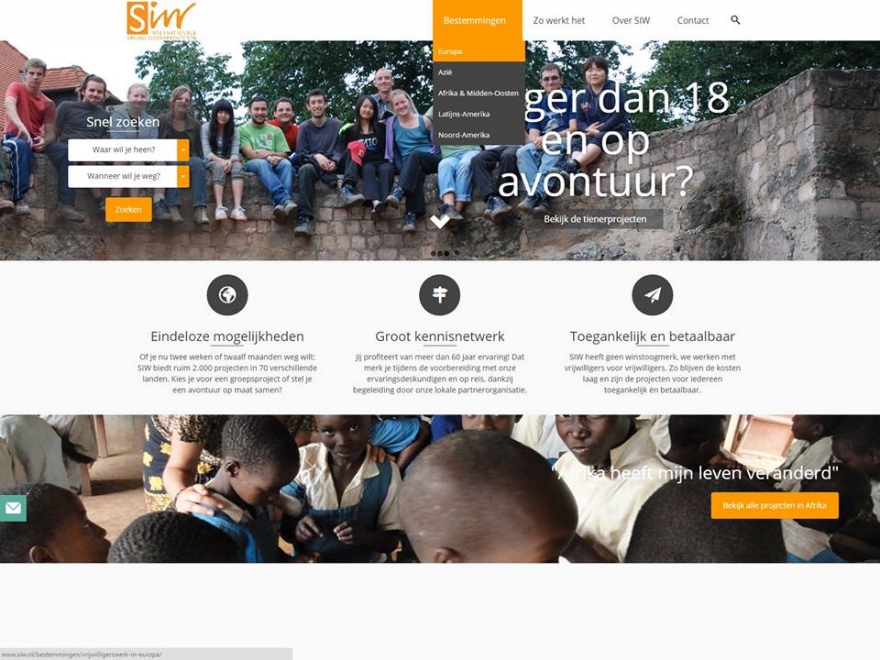 Siw
INTERNATIONALE
VRIJWILLIGERSPROJECTEN
Bestemmingen
Zo werkt het
Over SIW
Contact
Europa
Azië
Afrika & Midden-Oosten
Latijns-Amerika
Noord-Amerika
Snel zoeken
Waar wil je heen?
Wanneer wil je weg?
Zoeken
ger dan 18
en op
avontuur?
Bekijk de tienerprojecten
Eindeloze mogelijkheden
Of je nu twee weken of twaalf maanden weg wilt:
SIW biedt ruim 2.000 projecten in 70 verschillende
landen. Kies je voor een groepsproject of stel je
een avontuur op maat samen?
Groot kennisnetwerk
Jij profiteert van meer dan 60 jaar ervaring! Dat
merk je tijdens de voorbereiding met onze
ervaringsdeskundigen en op reis, dankzij
begeleiding door onze lokale partnerorganisatie.
Toegankelijk en betaalbaar
SIW heeft geen winstoogmerk, we werken met
vrijwilligers voor vrijwilligers. Zo blijven de kosten
laag en zijn de projecten voor iedereen
toegankelijk én betaalbaar.
"Afrika heeft mijn leven veranderd"
Bekijk alle projecten in Afrika
www.siw.nl/bestemmingen/vrijwilligerswerk-in-europa/